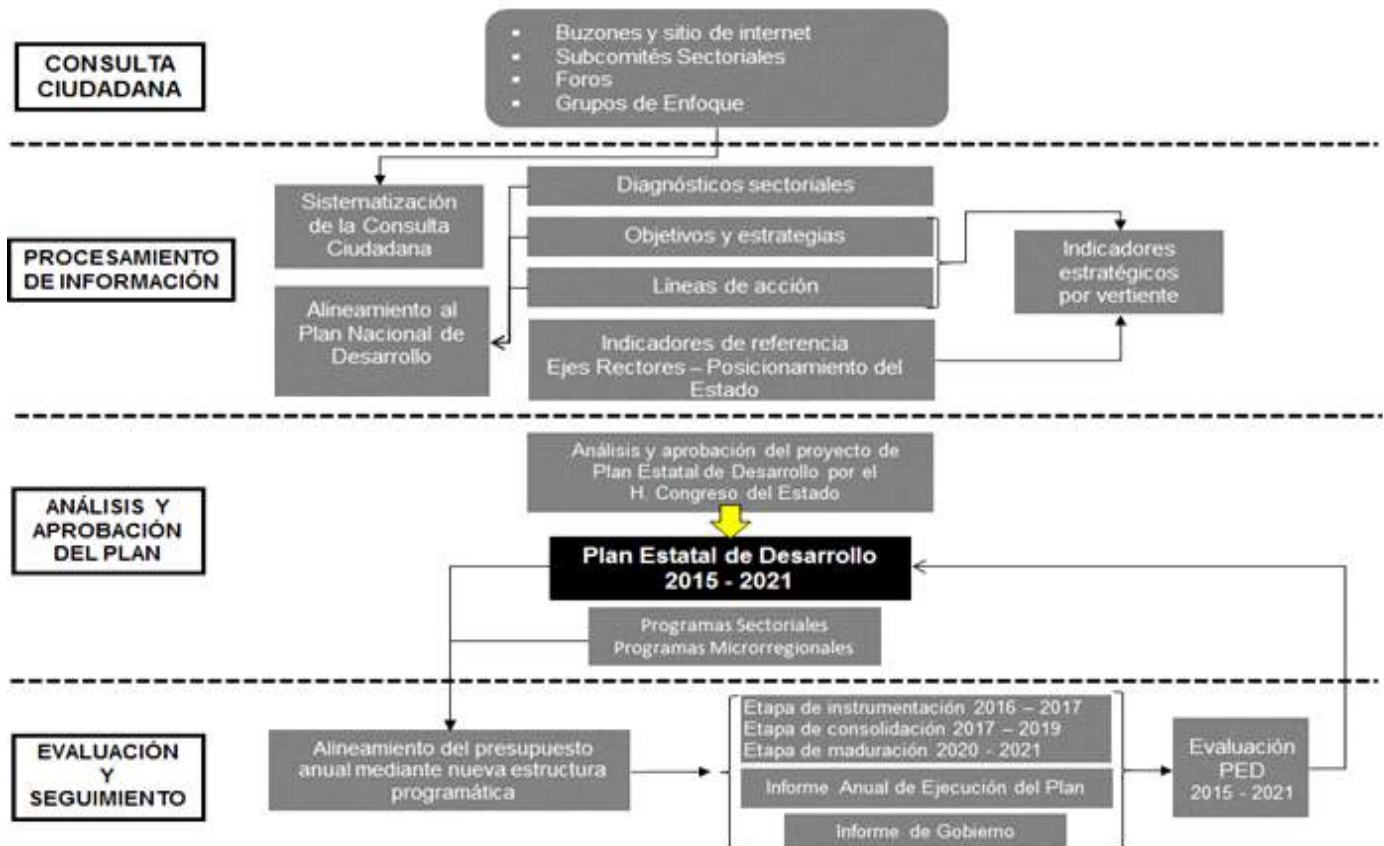 CONSULTA
CIUDADANA
▪ Buzones y sitio de internet
▪ Subcomités Sectoriales
▪ Foros
▪ Grupos de Enfoque
PROCESAMIENTO
DE INFORMACIÓN
Sistematización
de la Consulta
Ciudadana
Alineamiento al
Plan Nacional de
Desarrollo
Diagnósticos sectoriales
Objetivos y estrategias
Líneas de acción
Indicadores de referencia
Ejes Rectores – Posicionamiento del
Estado
Indicadores
estratégicos
por vertiente
ANÁLISIS Y
APROBACIÓN
DEL PLAN
Análisis y aprobación del proyecto de
Plan Estatal de Desarrollo por el
H. Congreso del Estado
Plan Estatal de Desarrollo
2015 - 2021
Programas Sectoriales
Programas Microrregionales
EVALUACIÓN
Y
SEGUIMIENTO
Alineamiento del presupuesto
anual mediante nueva estructura
programática
Etapa de instrumentación 2016 – 2017
Etapa de consolidación 2017 – 2019
Etapa de maduración 2020 - 2021
Informe Anual de Ejecución del Plan
Informe de Gobierno
Evaluación
PED
2015 - 2021